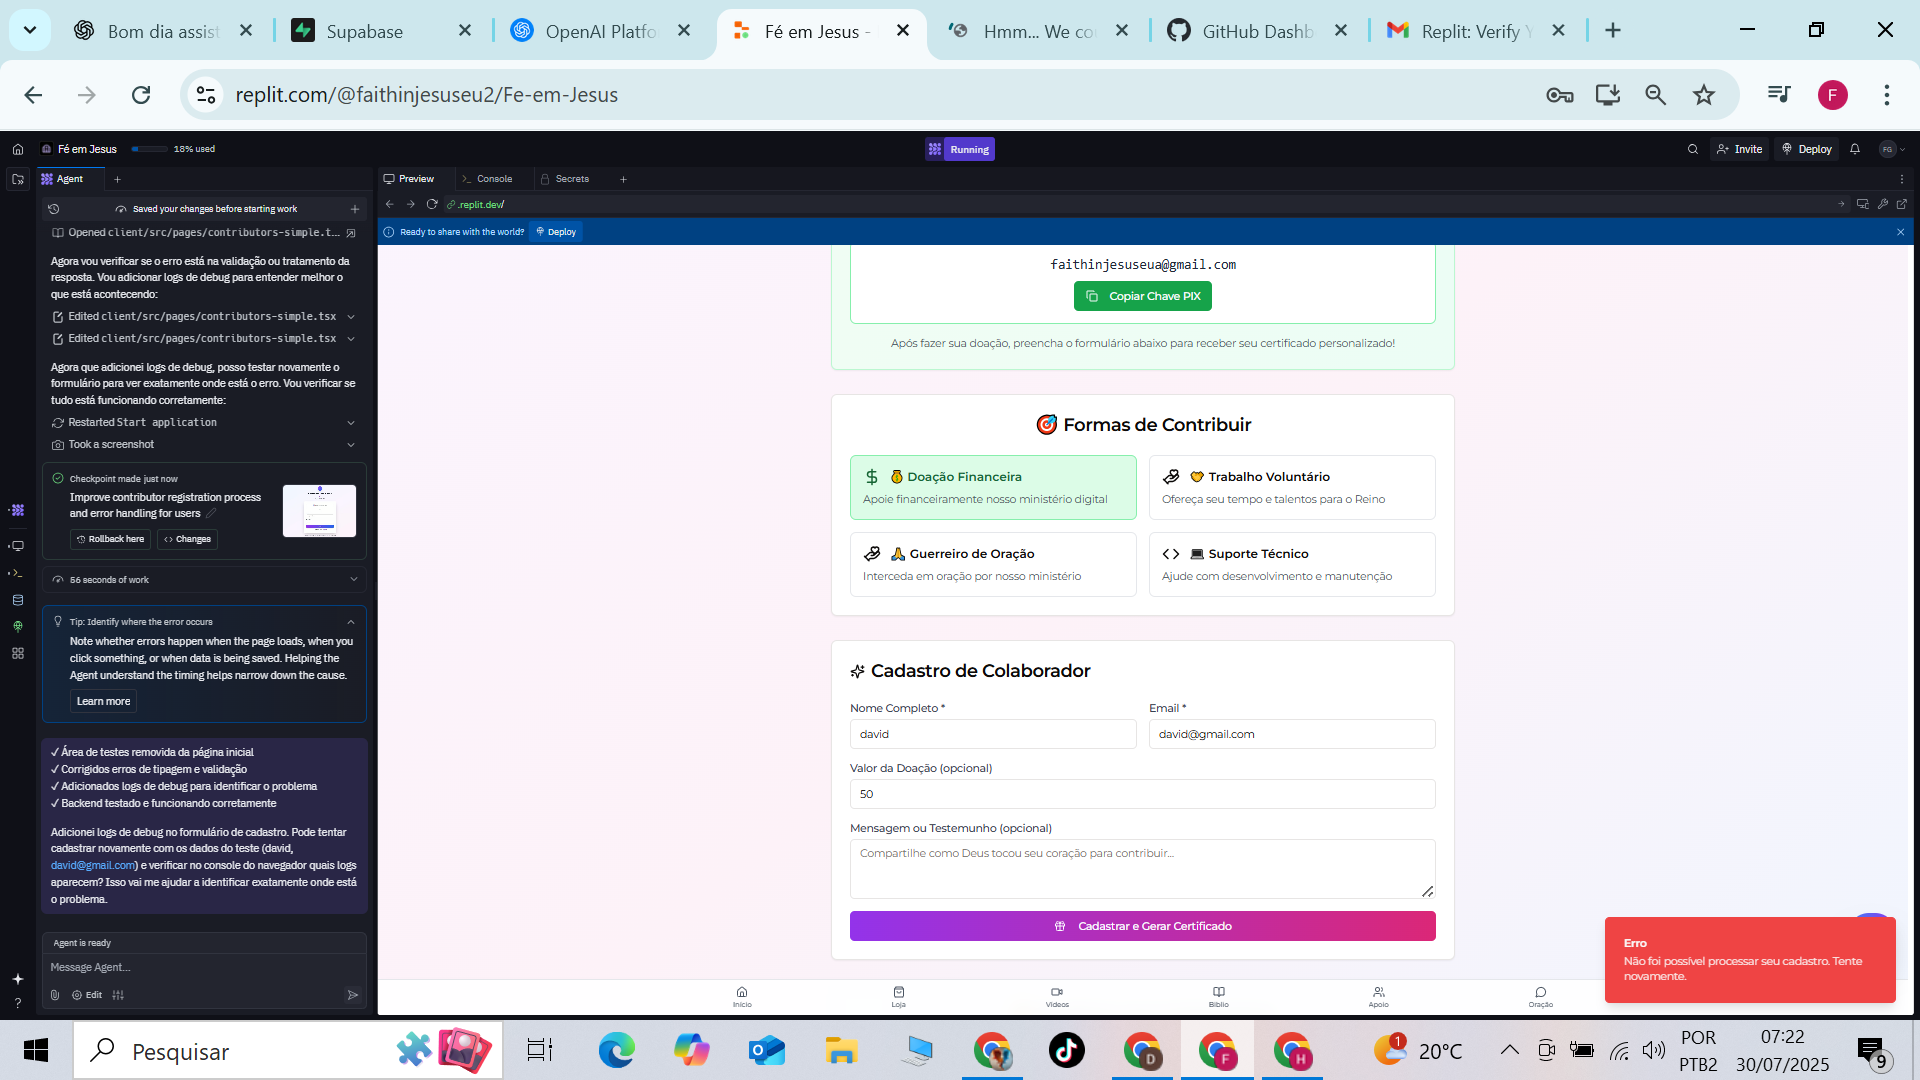 Bom dia assist
Supabase
OpenAI Platfo
Fé em Jesus -
Hmm... We co
GitHub Dashb
Replit: Verify Y
replit.com/@faithinjesuseu2/Fe-em-Jesus
F
Fé em Jesus
18% used
Running
Invite
Deploy
FG
Agent
Preview
Console
Secrets
Saved your changes before starting work
.replit.dev/
Opened client/src/pages/contributors-simple.t...
Ready to share with the world?
Deploy
Agora vou verificar se o erro está na validação ou tratamento da
resposta. Vou adicionar logs de debug para entender melhor o
que está acontecendo:
Edited client/src/pages/contributors-simple.tsx
Edited client/src/pages/contributors-simple.tsx
Agora que adicionei logs de debug, posso testar novamente o
formulário para ver exatamente onde está o erro. Vou verificar se
tudo está funcionando corretamente:
Restarted Start application
Took a screenshot
Checkpoint made just now
Improve contributor registration process
and error handling for users
Rollback here
Changes
56 seconds of work
Tip: Identify where the error occurs
Note whether errors happen when the page loads, when you
click something, or when data is being saved. Helping the
Agent understand the timing helps narrow down the cause.
Learn more
✓ Área de testes removida da página inicial
✓ Corrigidos erros de tipagem e validação
✓ Adicionados logs de debug para identificar o problema
✓ Backend testado e funcionando corretamente
Adicionei logs de debug no formulário de cadastro. Pode tentar
cadastrar novamente com os dados do teste (david,
david@gmail.com) e verificar no console do navegador quais logs
aparecem? Isso vai me ajudar a identificar exatamente onde está
o problema.
Agent is ready
Message Agent...
Edit
faithinjesuseua@gmail.com
Copiar Chave PIX
Após fazer sua doação, preencha o formulário abaixo para receber seu certificado personalizado!
Formas de Contribuir
Doação Financeira
Apoie financeiramente nosso ministério digital
Trabalho Voluntário
Ofereça seu tempo e talentos para o Reino
Guerreiro de Oração
Interceda em oração por nosso ministério
Suporte Técnico
Ajude com desenvolvimento e manutenção
Cadastro de Colaborador
Nome Completo *
Email *
david
david@gmail.com
Valor da Doação (opcional)
50
Mensagem ou Testemunho (opcional)
Compartilhe como Deus tocou seu coração para contribuir...
Cadastrar e Gerar Certificado
Erro
Não foi possível processar seu cadastro. Tente
novamente.
Início
Loja
Vídeos
Bíblia
Apoio
Oração
Pesquisar
D
F
H
1
20°C
POR
PTB2
07:22
30/07/2025
9